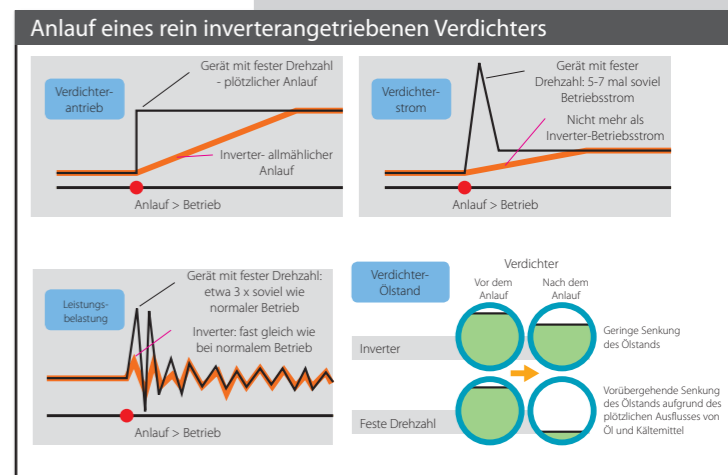 Anlauf eines rein inverterangetriebenen Verdichters
Verdichter-
antrieb
Gerät mit fester Drehzahl
- plötzlicher Anlauf
Inverter- allmählicher
Anlauf
Anlauf > Betrieb
Verdichter-
strom
Gerät mit fester
Drehzahl: 5-7 mal soviel
Betriebsstrom
Nicht mehr als
Inverter-Betriebsstrom
Anlauf > Betrieb
Leistungs-
belastung
Gerät mit fester Drehzahl:
etwa 3 x soviel wie
normaler Betrieb
Inverter: fast gleich wie
bei normalem Betrieb
Anlauf > Betrieb
Verdichter-
Ölstand
Verdichter
Vor dem
Anlauf
Nach dem
Anlauf
Inverter
Geringe Senkung
des Ölstands
Feste Drehzahl
Vorübergehende Senkung
des Ölstands aufgrund des
plötzlichen Ausflusses von
Öl und Kältemittel